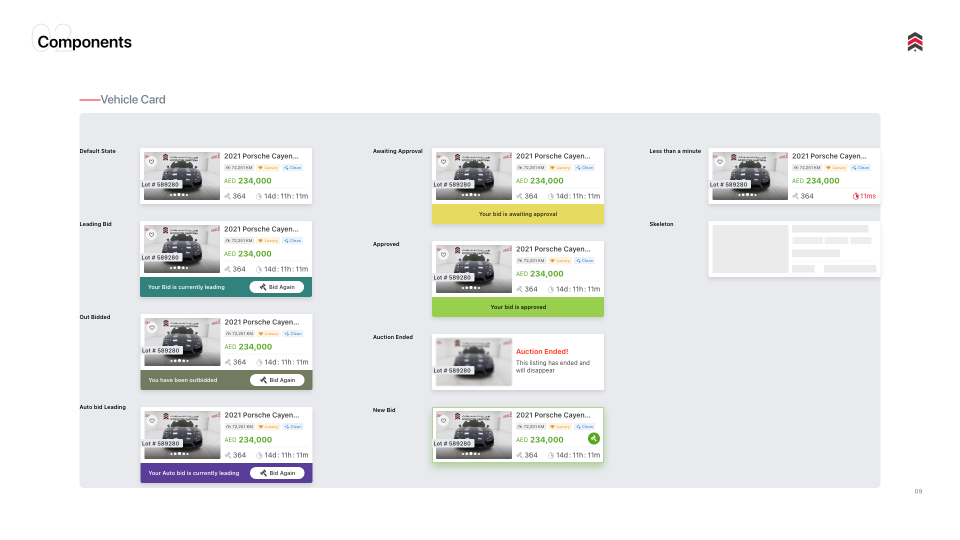 02
Components
Vehicle Card
Default State
2021 Porsche Cayen...
72,251 KM Luxury Clean
AED 234,000
Lot # 589280
364 14d : 11h : 11m
Leading Bid
2021 Porsche Cayen...
72,251 KM Luxury Clean
AED 234,000
Lot # 589280
364 14d : 11h : 11m
Your Bid is currently leading Bid Again
Out Bidded
2021 Porsche Cayen...
72,251 KM Luxury Clean
AED 234,000
Lot # 589280
364 14d : 11h : 11m
You have been outbidded Bid Again
Auto bid Leading
2021 Porsche Cayen...
72,251 KM Luxury Clean
AED 234,000
Lot # 589280
364 14d : 11h : 11m
Your Auto bid is currently leading Bid Again
Awaiting Approval
2021 Porsche Cayen...
72,251 KM Luxury Clean
AED 234,000
Lot # 589280
364 14d : 11h : 11m
Your bid is awaiting approval
Approved
2021 Porsche Cayen...
72,251 KM Luxury Clean
AED 234,000
Lot # 589280
364 14d : 11h : 11m
Your bid is approved
Auction Ended
Auction Ended!
This listing has ended and
will disappear
Lot # 589280
New Bid
2021 Porsche Cayen...
72,251 KM Luxury Clean
AED 234,000
Lot # 589280
364 14d : 11h : 11m
Less than a minute
2021 Porsche Cayen...
72,251 KM Luxury Clean
AED 234,000
Lot # 589280
364 11ms
Skeleton
09